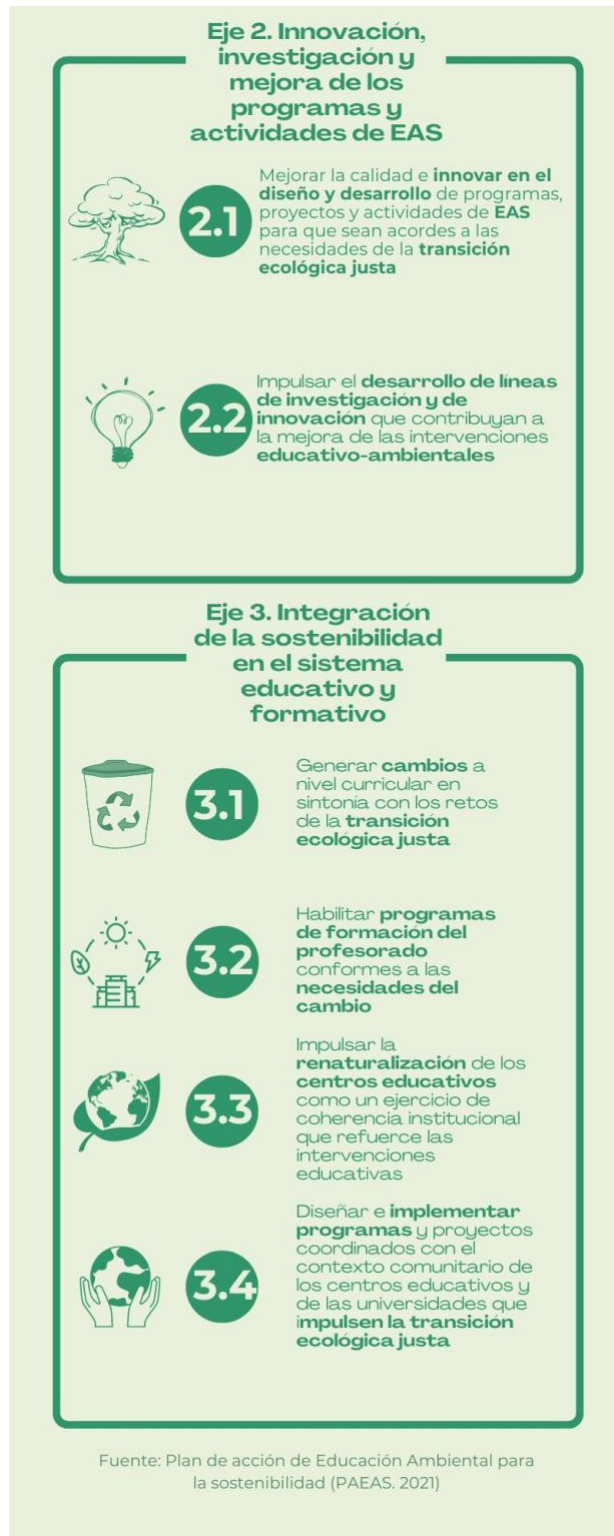 Eje 2. Innovación,
investigación y
mejora de los
programas y
actividades de EAS
2.1
Mejorar la calidad e innovar en el
diseño y desarrollo de programas,
proyectos y actividades de EAS
para que sean acordes a las
necesidades de la transición
ecológica justa
2.2
Impulsar el desarrollo de líneas
de investigación y de
innovación que contribuyan a
la mejora de las intervenciones
educativo-ambientales
Eje 3. Integración
de la sostenibilidad
en el sistema
educativo y
formativo
3.1
Generar cambios a
nivel curricular en
sintonía con los retos
de la transición
ecológica justa
3.2
Habilitar programas
de formación del
profesorado
conformes a las
necesidades del
cambio
3.3
Impulsar la
renaturalización de los
centros educativos
como un ejercicio de
coherencia institucional
que refuerce las
intervenciones
educativas
3.4
Diseñar e implementar
programas y proyectos
coordinados con el
contexto comunitario de
los centros educativos y
de las universidades que
impulsen la transición
ecológica justa
Fuente: Plan de acción de Educación Ambiental para
la sostenibilidad (PAEAS. 2021)